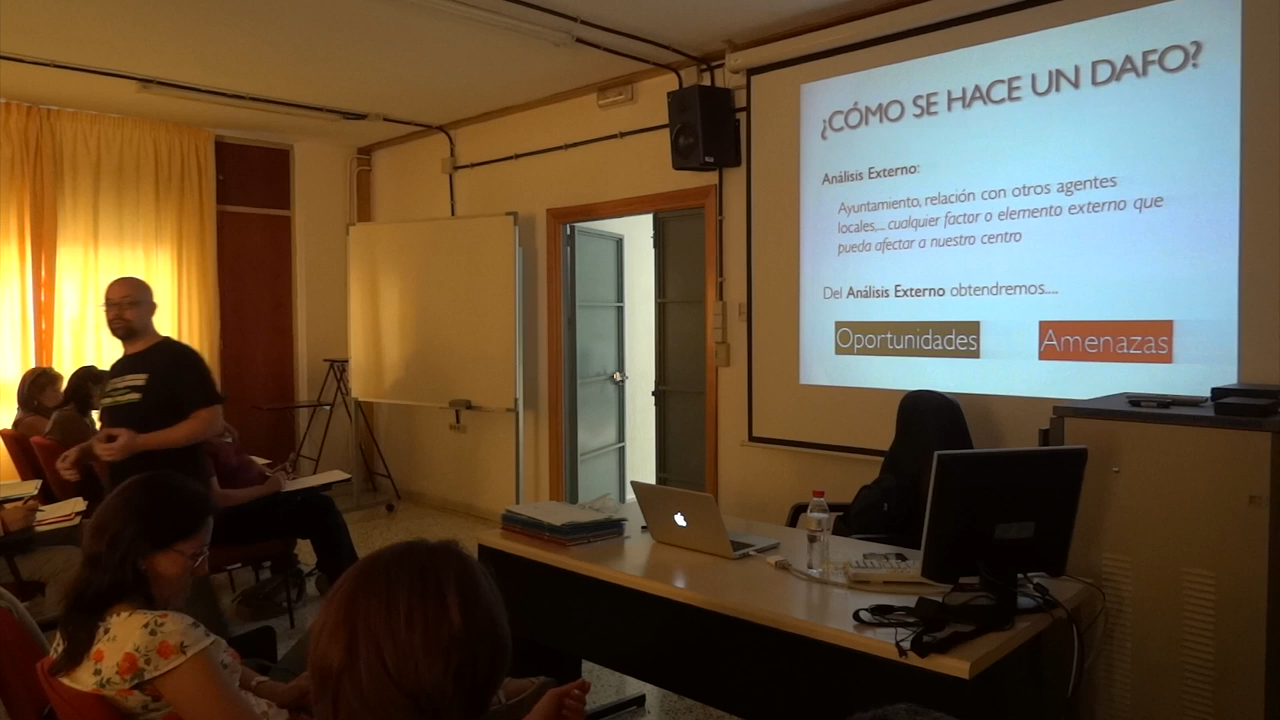 ¿CÓMO SE HACE UN DAFO?
Análisis Externo:
Ayuntamiento, relación con otros agentes
locales,... cualquier factor o elemento externo que
pueda afectar a nuestro centro
Del Análisis Externo obtendremos....
Oportunidades
Amenazas